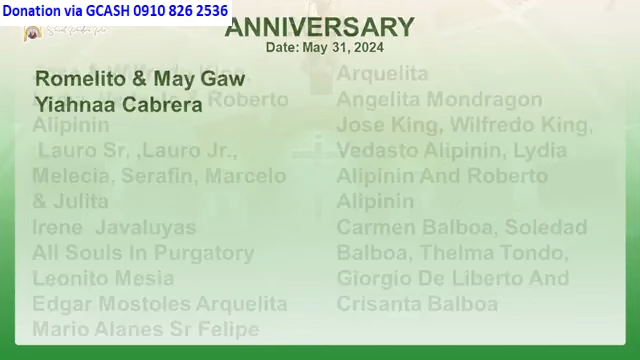 Donation via GCASH 0910 826 2536
ANNIVERSARY
Date: May 31, 2024
Romelito & May Gaw
Yiahnaa Cabrera
Roberto
Alipinin
Lauro Sr, ,Lauro Jr.,
Melecia, Serafin, Marcelo
& Julita
Irene Javaluyas
All Souls In Purgatory
Leonito Mesia
Edgar Mostoles Arquelita
Mario Alanes Sr Felipe
Arquelita
Angelita Mondragon
Jose King, Wilfredo King,
Vedasto Alipinin, Lydia
Alipinin And Roberto
Alipinin
Carmen Balboa, Soledad
Balboa, Thelma Tondo,
Giorgio De Liberto And
Crisanta Balboa